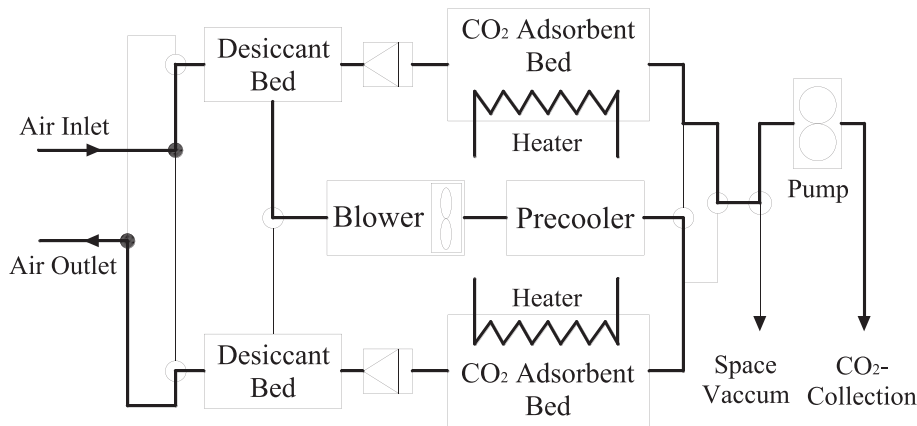 Desiccant
Bed
CO2 Adsorbent
Bed
Heater
Air Inlet
Pump
Blower
Precooler
Air Outlet
Heater
Desiccant
Bed
CO2 Adsorbent
Bed
Space
Vaccum
CO2-
Collection